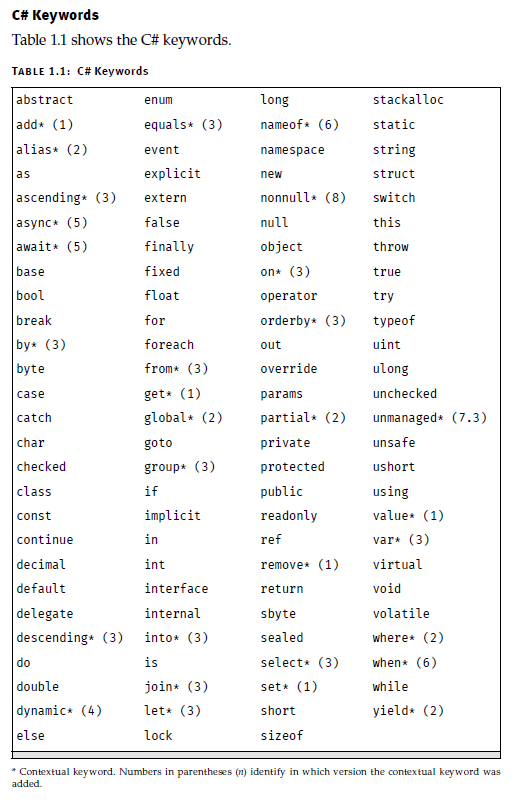 C# Keywords
Table 1.1 shows the C# keywords.
TABLE 1.1: C# Keywords
abstract enum long stackalloc
add* (1) equals* (3) nameof* (6) static
alias* (2) event namespace string
as explicit new struct
ascending* (3) extern nonnull* (8) switch
async* (5) false null this
await* (5) finally object throw
base fixed on* (3) true
bool float operator try
break for orderby* (3) typeof
by* (3) foreach out uint
byte from* (3) override ulong
case get* (1) params unchecked
catch global* (2) partial* (2) unmanaged* (7.3)
char goto private unsafe
checked group* (3) protected ushort
class if public using
const implicit readonly value* (1)
continue in ref var* (3)
decimal int remove* (1) virtual
default interface return void
delegate internal sbyte volatile
descending* (3) into* (3) sealed where* (2)
do is select* (3) when* (6)
double join* (3) set* (1) while
dynamic* (4) let* (3) short yield* (2)
else lock sizeof
* Contextual keyword. Numbers in parentheses (n) identify in which version the contextual keyword was
added.